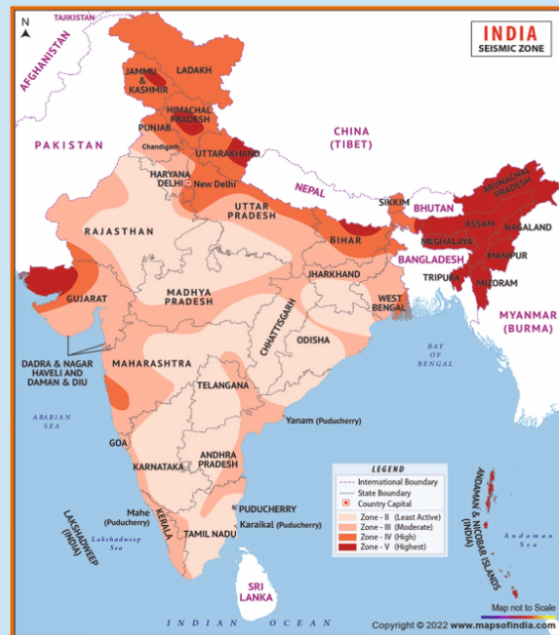 N
TAJIKISTAN
AFGHANISTAN
INDIA
SEISMIC ZONE
LADAKH
JAMMU
&
KASHMIR
HIMACHAL
PRADESH
PUNJAB
Chandigarh
UTTARAKHAND
PAKISTAN
CHINA
(TIBET)
HARYANA
DELHI
New Delhi
NEPAL
SIKKIM
BHUTAN
ARUNACHAL
PRADESH
UTTAR
PRADESH
RAJASTHAN
BIHAR
ASSAM
NAGALAND
MEGHALAYA
MANIPUR
BANGLADESH
TRIPURA
MIZORAM
JHARKHAND
WEST
BENGAL
GUJARAT
MADHYA
PRADESH
CHHATTISGARH
ODISHA
MYANMAR
(BURMA)
DADRA & NAGAR
HAVELI AND
DAMAN & DIU
MAHARASHTRA
TELANGANA
BAY
OF
BENGAL
ARABIAN
SEA
Yanam (Puducherry)
GOA
KARNATAKA
ANDHRA
PRADESH
LEGEND
International Boundary
State Boundary
Country Capital
Zone - II (Least Active)
Zone - III (Moderate)
Zone - IV (High)
Zone - V (Highest)
Mahe
(Puducherry)
PUDUCHERRY
Karaikal (Puducherry)
KERALA
TAMIL NADU
LAKSHADWEEP
(INDIA)
Lakshadweep
Sea
ANDAMAN &
NICOBAR ISLANDS
(INDIA)
Andaman
Sea
SRI
LANKA
INDIAN OCEAN
Map not to Scale
Copyright © 2022 www.mapsofindia.com